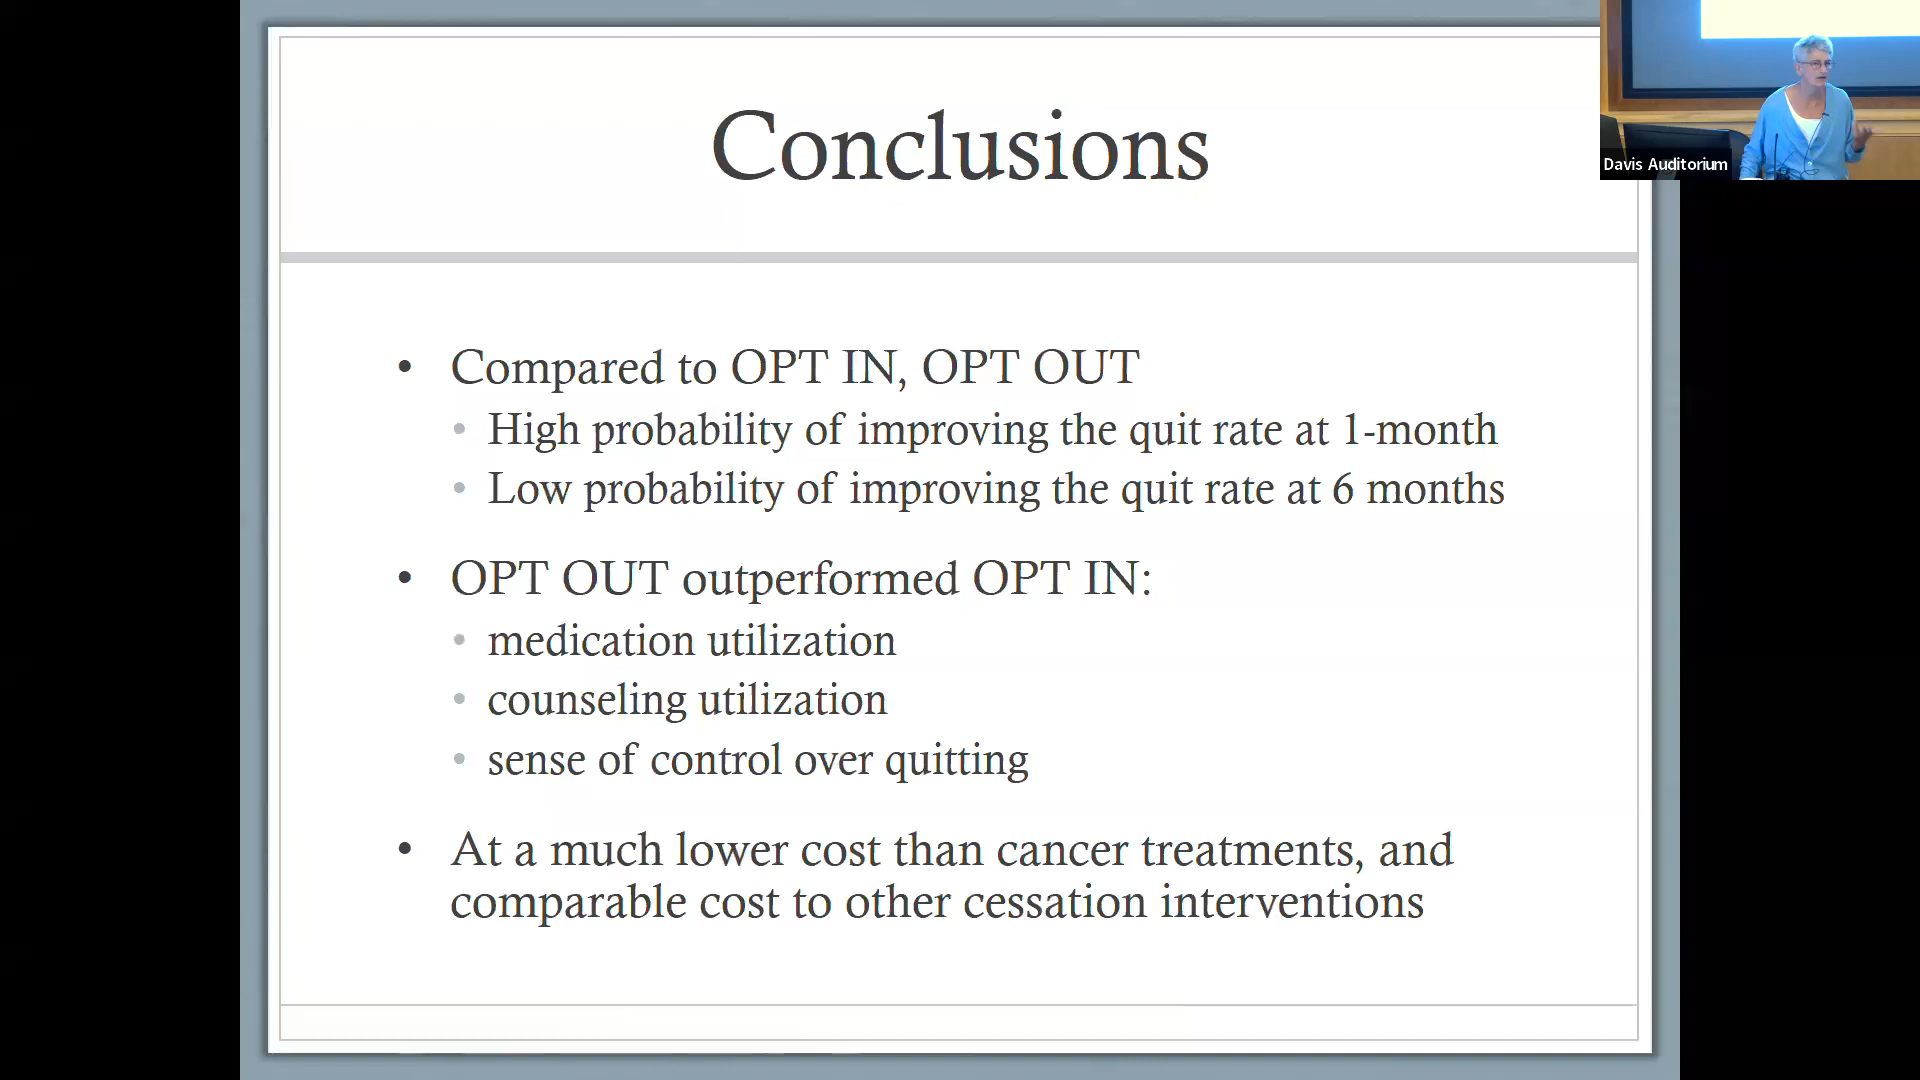 Conclusions
Davis Auditorium
• Compared to OPT IN, OPT OUT
• High probability of improving the quit rate at 1-month
• Low probability of improving the quit rate at 6 months
• OPT OUT outperformed OPT IN:
• medication utilization
• counseling utilization
• sense of control over quitting
• At a much lower cost than cancer treatments, and
comparable cost to other cessation interventions